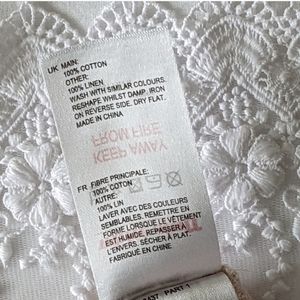 UK MAIN:
100% COTTON
OTHER:
100% LINEN
WASH WITH SIMILAR COLOURS.
RESHAPE WHILST DAMP. IRON
ON REVERSE SIDE. DRY FLAT.
MADE IN CHINA
KEEP AWAY
FROM FIRE
FR FIBRE PRINCIPALE:
100% COTON
AUTRE:
100% LIN
LAVER AVEC DES COULEURS
SEMBLABLES. REMETTRE EN
FORME LORSQUE LE VÊTEMENT
EST HUMIDE. REPASSER À
L'ENVERS. SÉCHER À PLAT.
FABRIQUÉ EN CHINE
PART 1